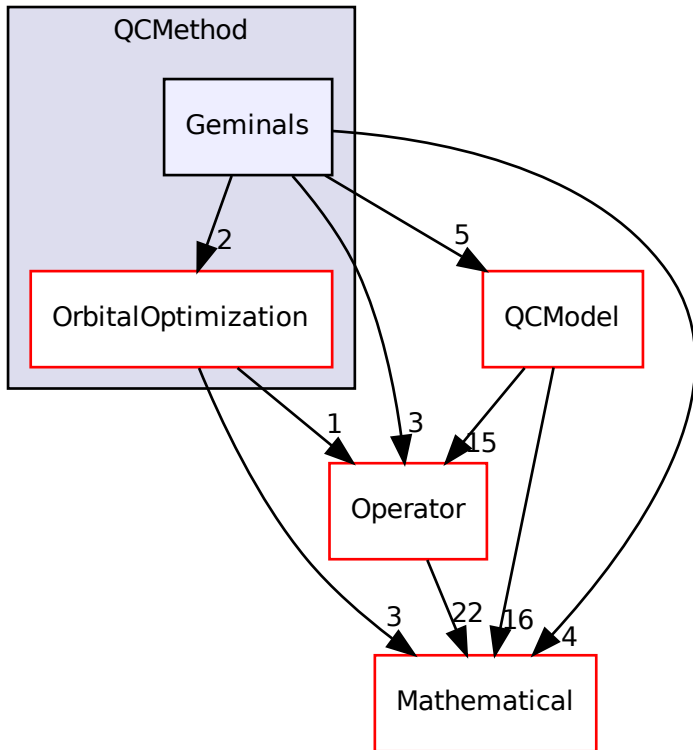 QCMethod
Geminals
2
5
OrbitalOptimization
QCModel
1
3
15
Operator
3
22
16
4
Mathematical